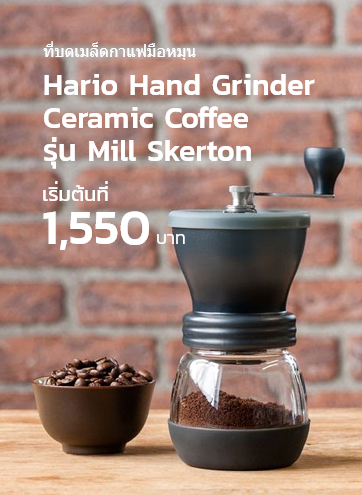 ที่บดเมล็ดกาแฟมือหมุน
Hario Hand Grinder
Ceramic Coffee
รุ่น Mill Skerton
เริ่มต้นที่
1,550 บาท